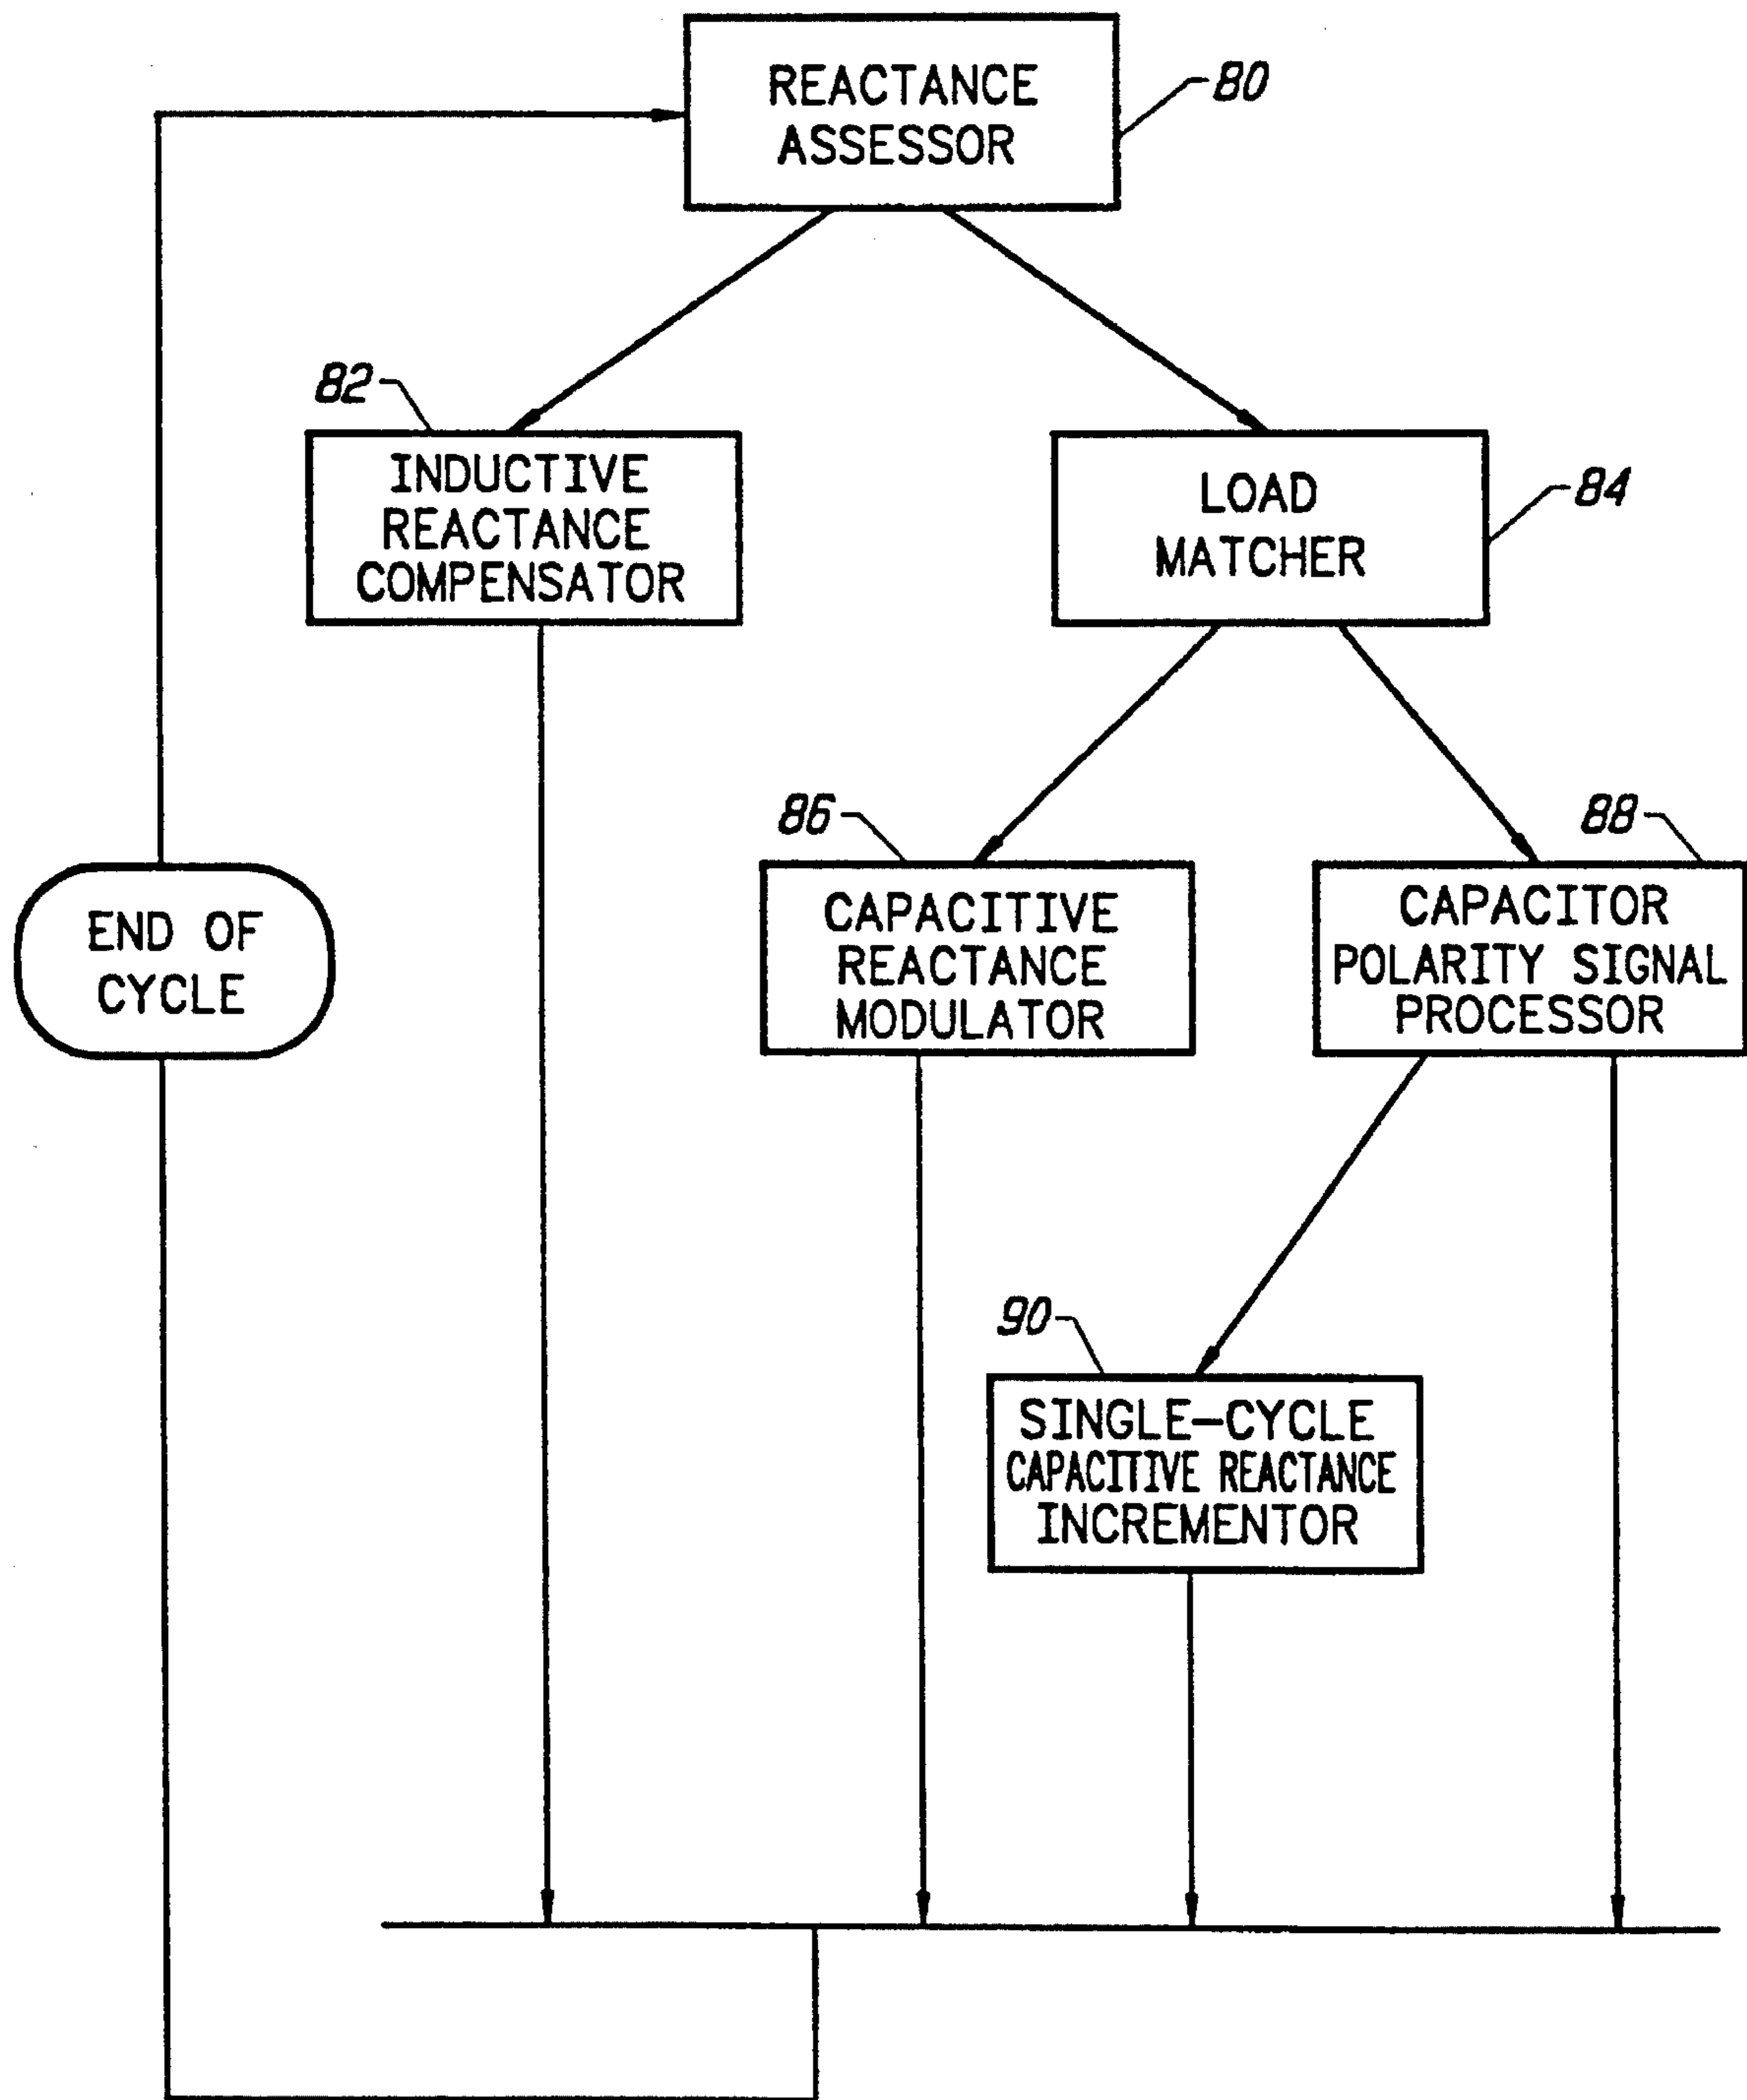 REACTANCE
ASSESSOR
80
82
INDUCTIVE
REACTANCE
COMPENSATOR
LOAD
MATCHER
84
86
CAPACITIVE
REACTANCE
MODULATOR
88
CAPACITOR
POLARITY SIGNAL
PROCESSOR
END OF
CYCLE
90
SINGLE-CYCLE
CAPACITIVE REACTANCE
INCREMENTOR